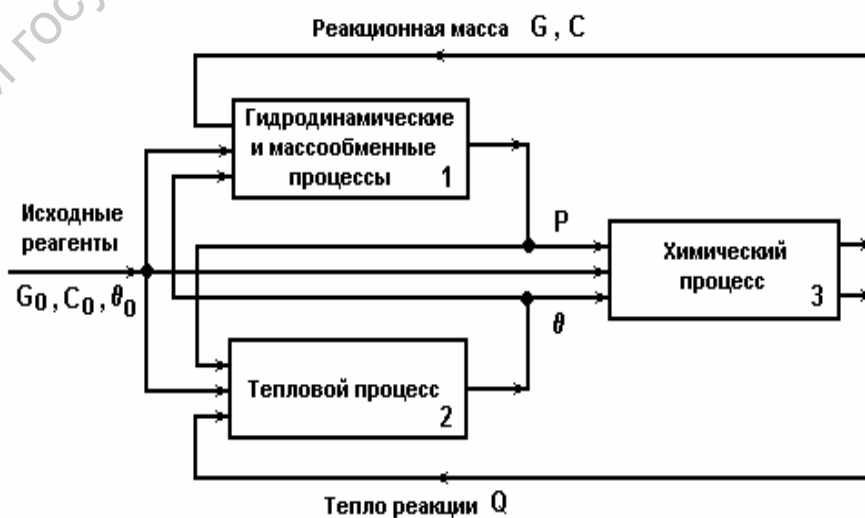 Реакционная масса G , C
Гидродинамические
и массообменные
процессы 1
Исходные
реагенты
G0 , C0 , θ0
P
Химический
процесс
3
θ
Тепловой процесс
2
Тепло реакции Q